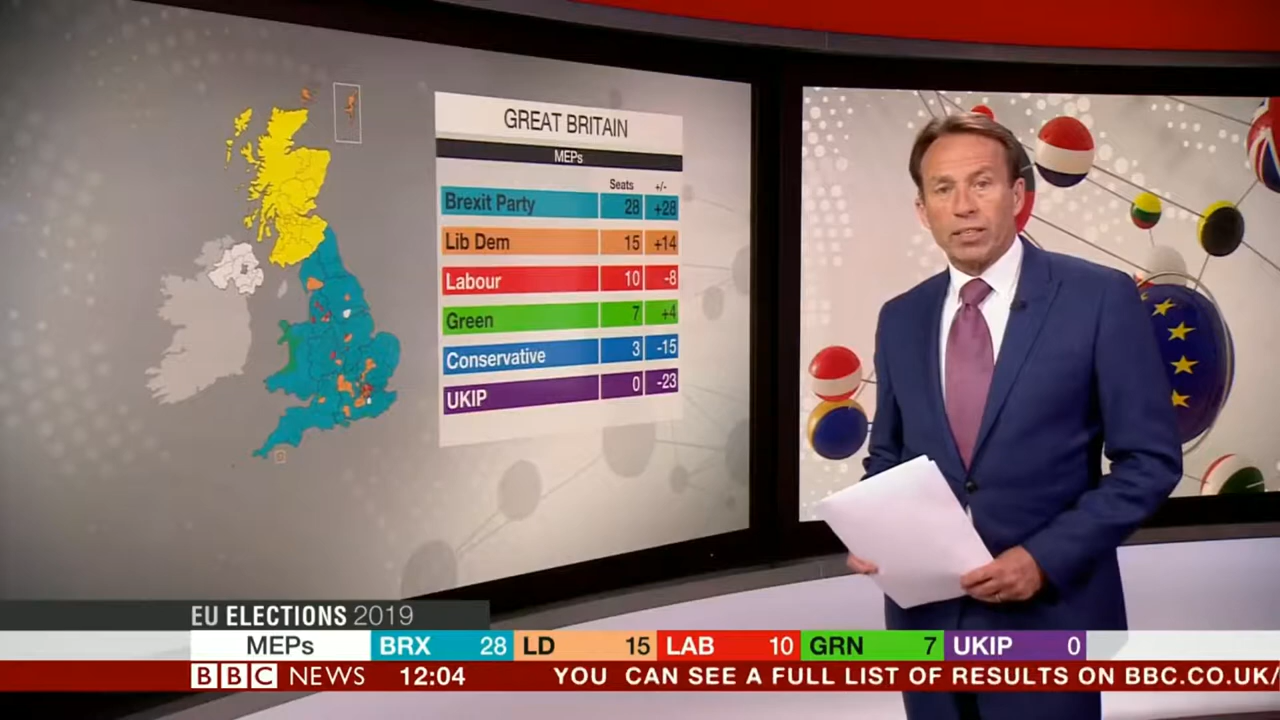 GREAT BRITAIN
MEPs
Seats +/-
Brexit Party 28 +28
Lib Dem 15 +14
Labour 10 -8
Green 7 +4
Conservative 3 -15
UKIP 0 -23
EU ELECTIONS 2019
MEPs BRX 28 LD 15 LAB 10 GRN 7 UKIP 0
BBC NEWS 12:04 YOU CAN SEE A FULL LIST OF RESULTS ON BBC.CO.UK/